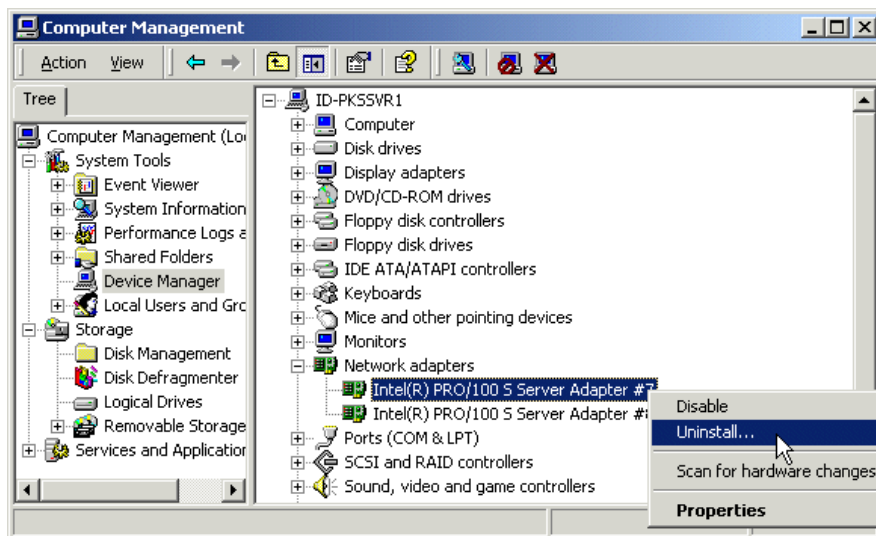 Computer Management
Action View
Tree
Computer Management (Lo
System Tools
Event Viewer
System Information
Performance Logs a
Shared Folders
Device Manager
Local Users and Gro
Storage
Disk Management
Disk Defragmenter
Logical Drives
Removable Storage
Services and Application
ID-PKSSVR1
Computer
Disk drives
Display adapters
DVD/CD-ROM drives
Floppy disk controllers
Floppy disk drives
IDE ATA/ATAPI controllers
Keyboards
Mice and other pointing devices
Monitors
Network adapters
Intel(R) PRO/100 S Server Adapter #7
Intel(R) PRO/100 S Server Adapter #8
Ports (COM & LPT)
SCSI and RAID controllers
Sound, video and game controllers
Disable
Uninstall...
Scan for hardware changes
Properties